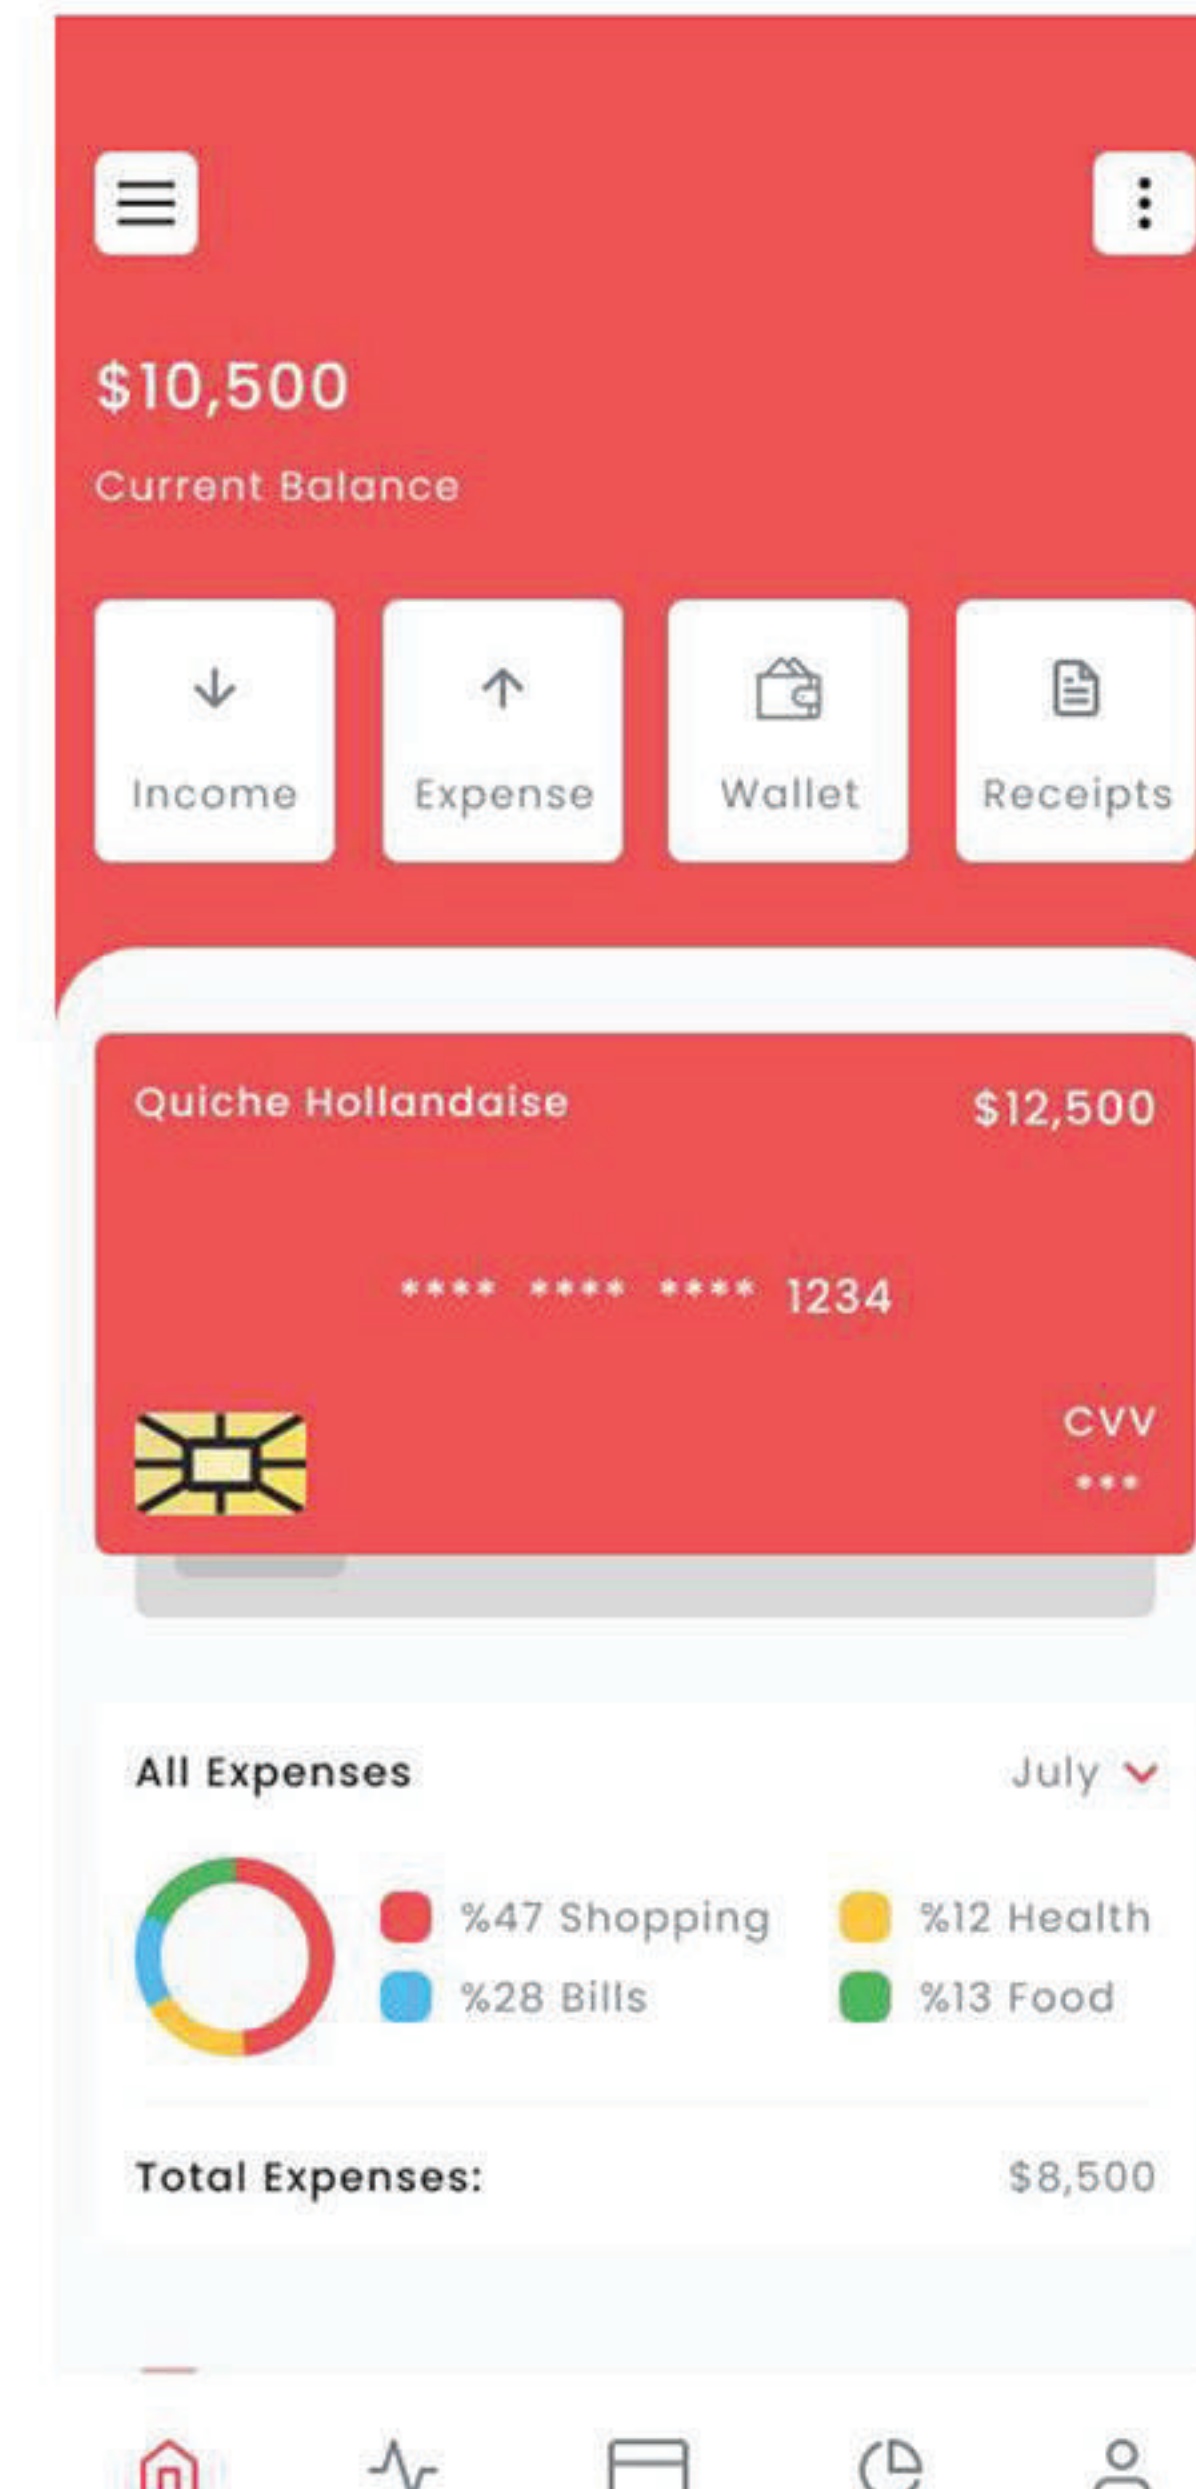 $10,500
Current Balance
Income Expense Wallet Receipts
Quiche Hollandaise $12,500
**** **** **** 1234
CVV
***
All Expenses July
%47 Shopping %12 Health
%28 Bills %13 Food
Total Expenses: $8,500